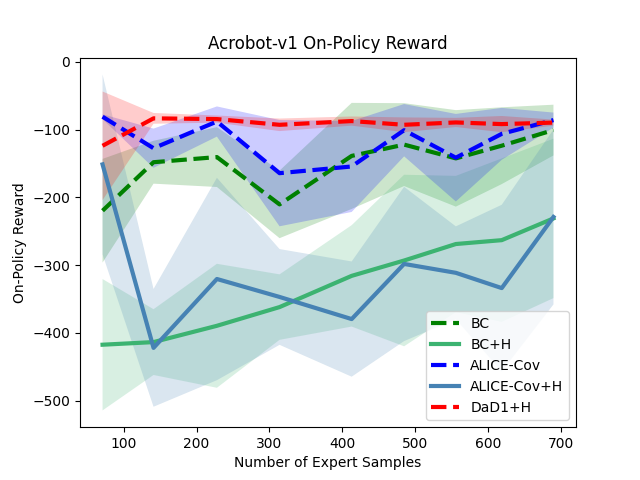 Acrobot-v1 On-Policy Reward
On-Policy Reward
0
−100
−200
−300
−400
−500
BC
BC+H
ALICE-Cov
ALICE-Cov+H
DaD1+H
100
200
300
400
500
600
700
Number of Expert Samples